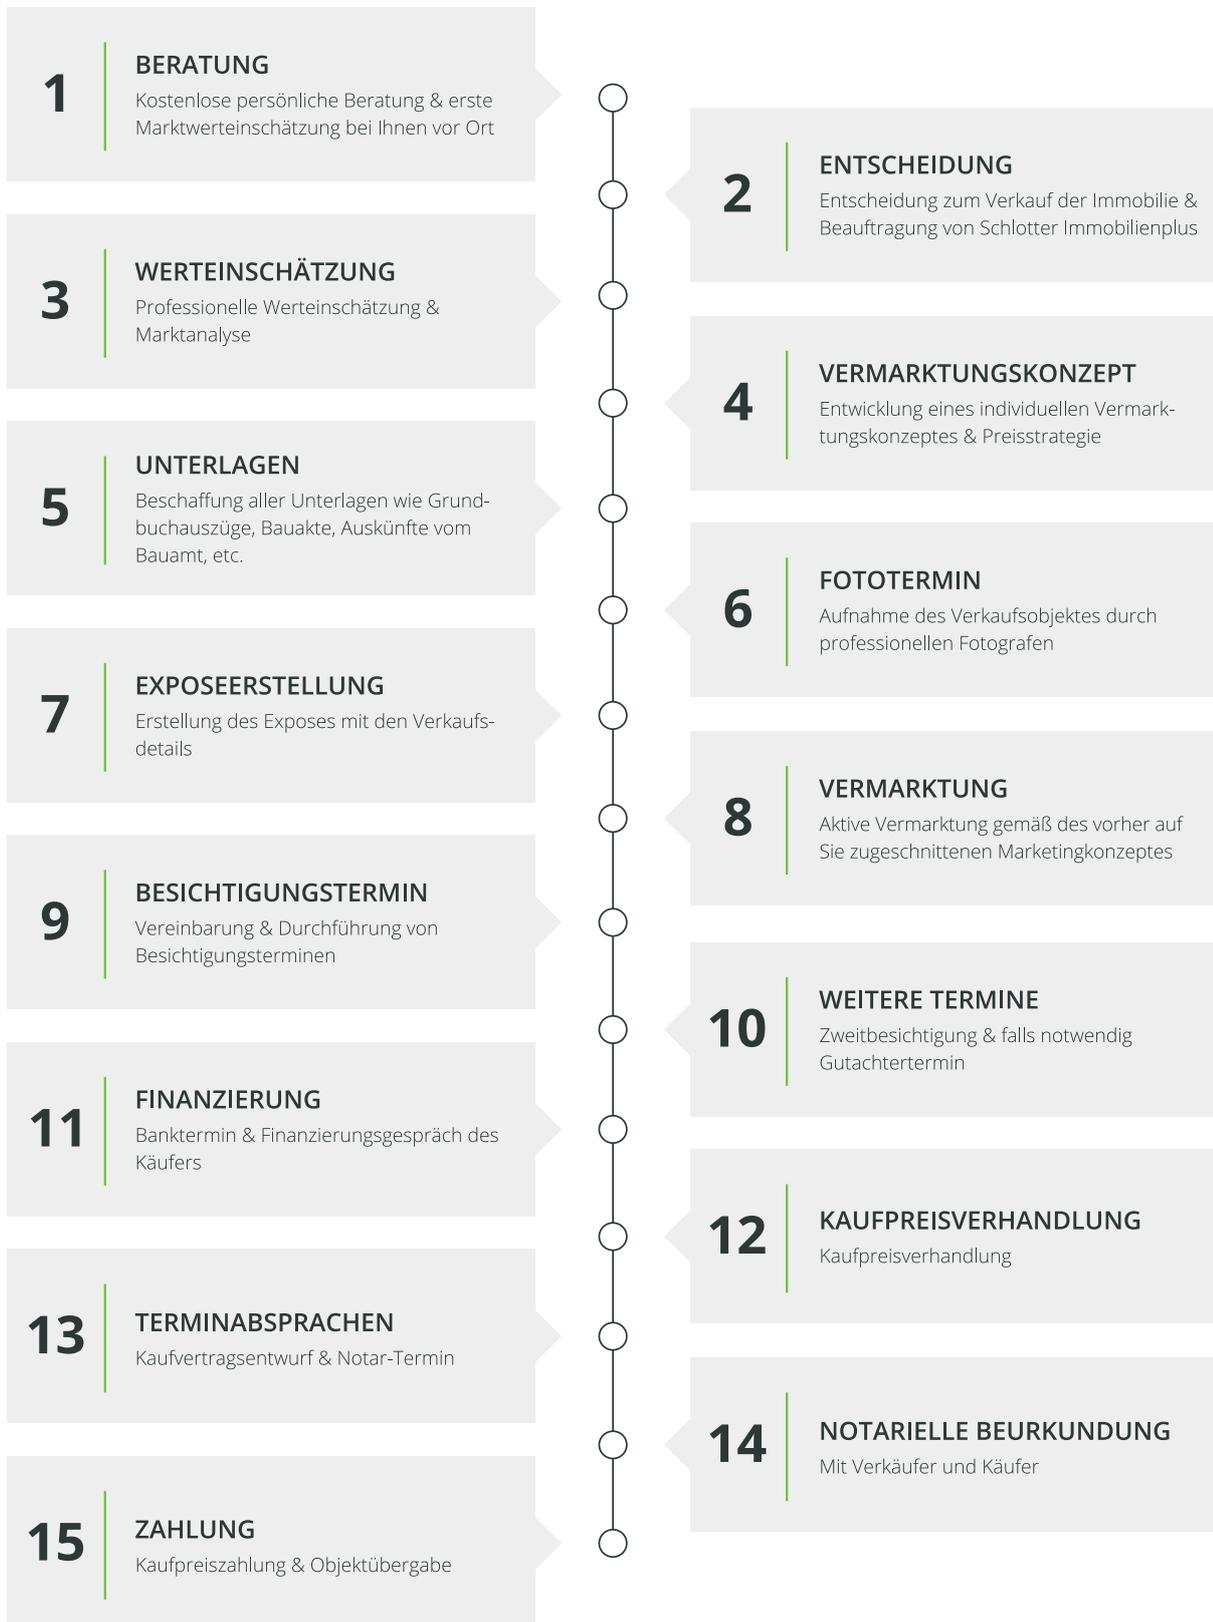 1
BERATUNG
Kostenlose persönliche Beratung & erste
Marktwerteinschätzung bei Ihnen vor Ort
2
ENTSCHEIDUNG
Entscheidung zum Verkauf der Immobilie &
Beauftragung von Schlotter Immobilienplus
3
WERTEINSCHÄTZUNG
Professionelle Werteinschätzung &
Marktanalyse
4
VERMARKTUNGSKONZEPT
Entwicklung eines individuellen Vermark-
tungskonzeptes & Preisstrategie
5
UNTERLAGEN
Beschaffung aller Unterlagen wie Grund-
buchauszüge, Bauakte, Auskünfte vom
Bauamt, etc.
6
FOTOTERMIN
Aufnahme des Verkaufsobjektes durch
professionellen Fotografen
7
EXPOSEERSTELLUNG
Erstellung des Exposes mit den Verkaufs-
details
8
VERMARKTUNG
Aktive Vermarktung gemäß des vorher auf
Sie zugeschnittenen Marketingkonzeptes
9
BESICHTIGUNGSTERMIN
Vereinbarung & Durchführung von
Besichtigungsterminen
10
WEITERE TERMINE
Zweitbesichtigung & falls notwendig
Gutachtertermin
11
FINANZIERUNG
Banktermin & Finanzierungsgespräch des
Käufers
12
KAUFPREISVERHANDLUNG
Kaufpreisverhandlung
13
TERMINABSPRACHEN
Kaufvertragsentwurf & Notar-Termin
14
NOTARIELLE BEURKUNDUNG
Mit Verkäufer und Käufer
15
ZAHLUNG
Kaufpreiszahlung & Objektübergabe